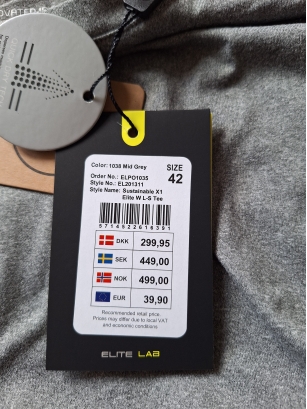 Color: 1038 Mid Grey
SIZE
42
Order No.: ELPO1035
Style No.: EL201311
Style Name: Sustainable X1
Elite W L-S Tee
5714522616391
DKK 299,95
SEK 449,00
NOK 499,00
EUR 39,90
Recommended retail price.
Prices may differ due to local VAT
and economic conditions
ELITE LAB